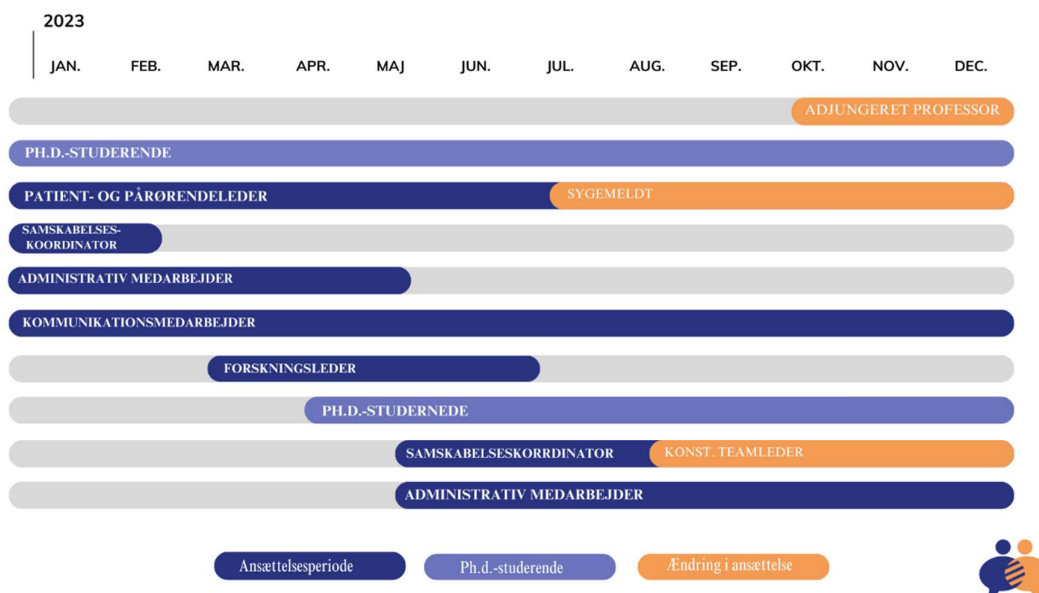 2023
JAN. FEB. MAR. APR. MAJ JUN. JUL. AUG. SEP. OKT. NOV. DEC.
ADJUNGERET PROFESSOR
PH.D.-STUDERENDE
PATIENT- OG PÅRØRENDELEDER SYGEMELDT
SAMSKABELSES-
KOORDINATOR
ADMINISTRATIV MEDARBEJDER
KOMMUNIKATIONSMEDARBEJDER
FORSKNINGSLEDER
PH.D.-STUDERNEDE
SAMSKABELSESKORRDINATOR KONST. TEAMLEDER
ADMINISTRATIV MEDARBEJDER
Ansættelsesperiode Ph.d.-studerende Ændring i ansættelse